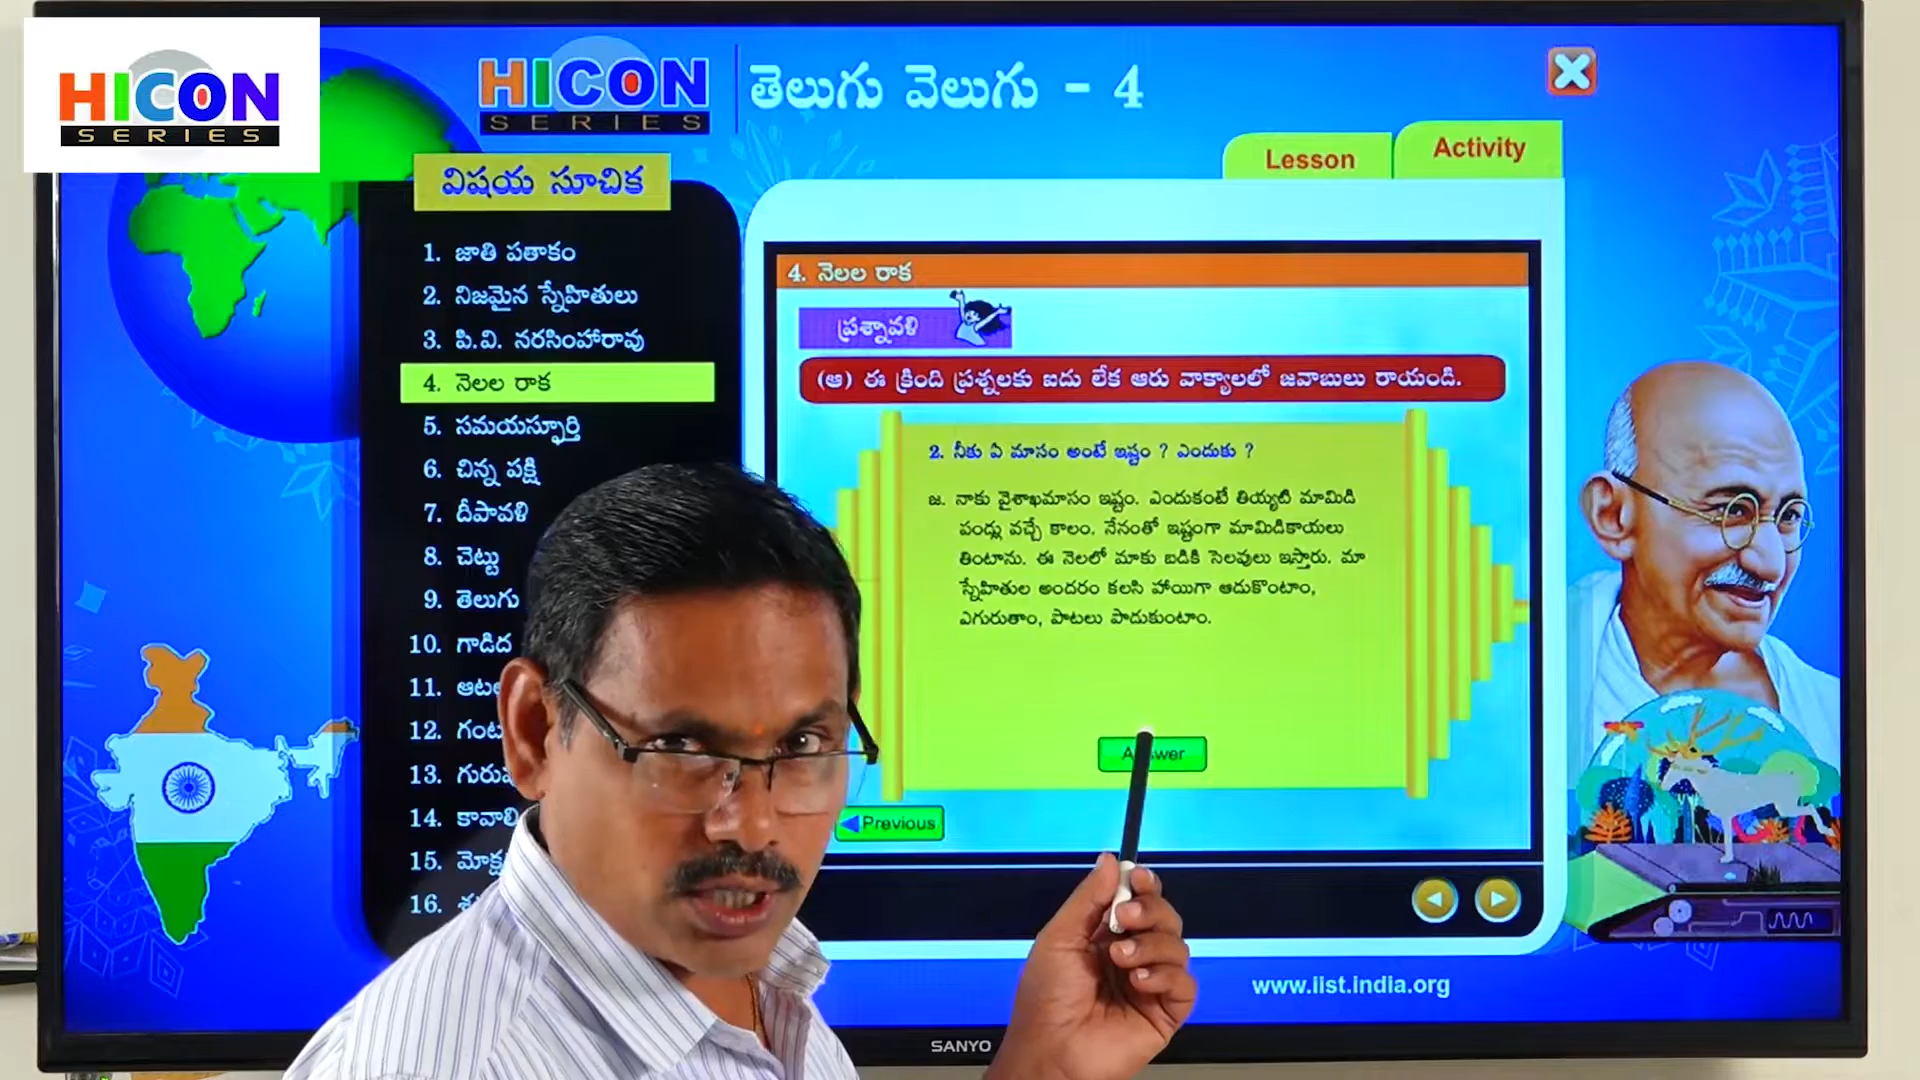 HICON
SERIES
HICON
SERIES
తెలుగు వెలుగు - 4
Lesson
Activity
విషయ సూచిక
1. జాతి పతాకం
2. నిజమైన స్నేహితులు
3. పి.వి. నరసింహారావు
4. నెలల రాక
5. సమయస్ఫూర్తి
6. చిన్న పక్షి
7. దీపావళి
8. చెట్టు
9. తెలుగు
10. గాడిద
11.
12.
13.
14.
15.
16.
4. నెలల రాక
ప్రశ్నావళి
(ఆ) ఈ క్రింది ప్రశ్నలకు ఐదు లేక ఆరు వాక్యాలలో జవాబులు రాయండి.
2. నీకు ఏ మాసం అంటే ఇష్టం ? ఎందుకు ?
జ. నాకు వైశాఖమాసం ఇష్టం. ఎందుకంటే తియ్యటి మామిడి
పండ్లు వచ్చే కాలం. నేనంతో ఇష్టంగా మామిడికాయలు
తింటాను. ఈ నెలలో మాకు బడికి సెలవులు ఇస్తారు. మా
స్నేహితుల అందరం కలసి హాయిగా ఆడుకొంటాం,
ఎగురుతాం, పాటలు పాడుకుంటాం.
Answer
Previous
www.iist.india.org
SANYO